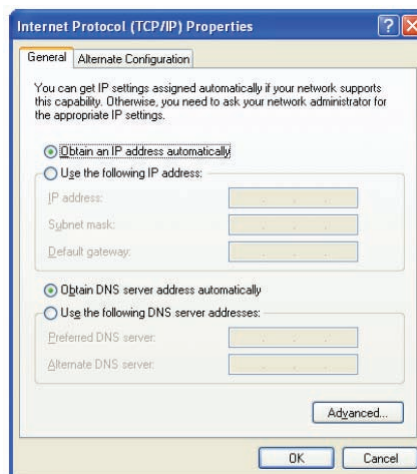 Internet Protocol (TCP/IP) Properties
General
Alternate Configuration
You can get IP settings assigned automatically if your network supports
this capability. Otherwise, you need to ask your network administrator for
the appropriate IP settings.
Obtain an IP address automatically
Use the following IP address:
IP address:
Subnet mask:
Default gateway:
Obtain DNS server address automatically
Use the following DNS server addresses:
Preferred DNS server:
Alternate DNS server:
Advanced...
OK
Cancel